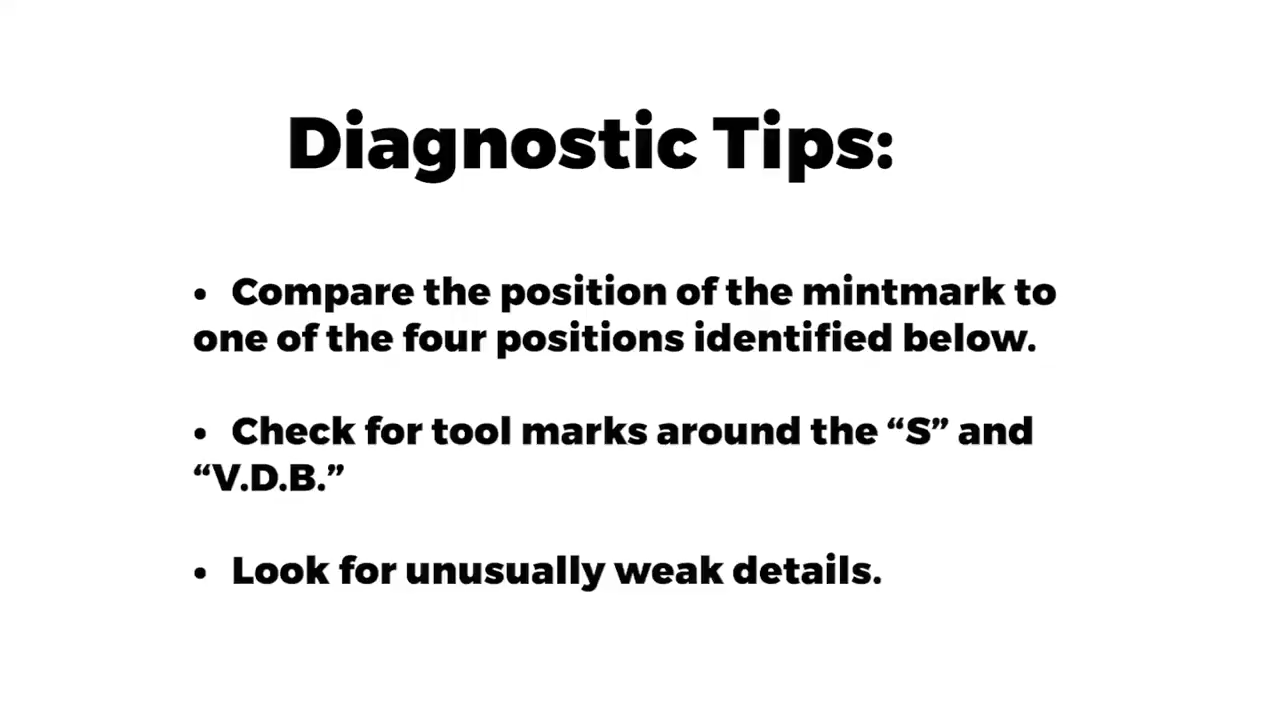 Diagnostic Tips:
• Compare the position of the mintmark to
one of the four positions identified below.
• Check for tool marks around the “S” and
“V.D.B.”
• Look for unusually weak details.